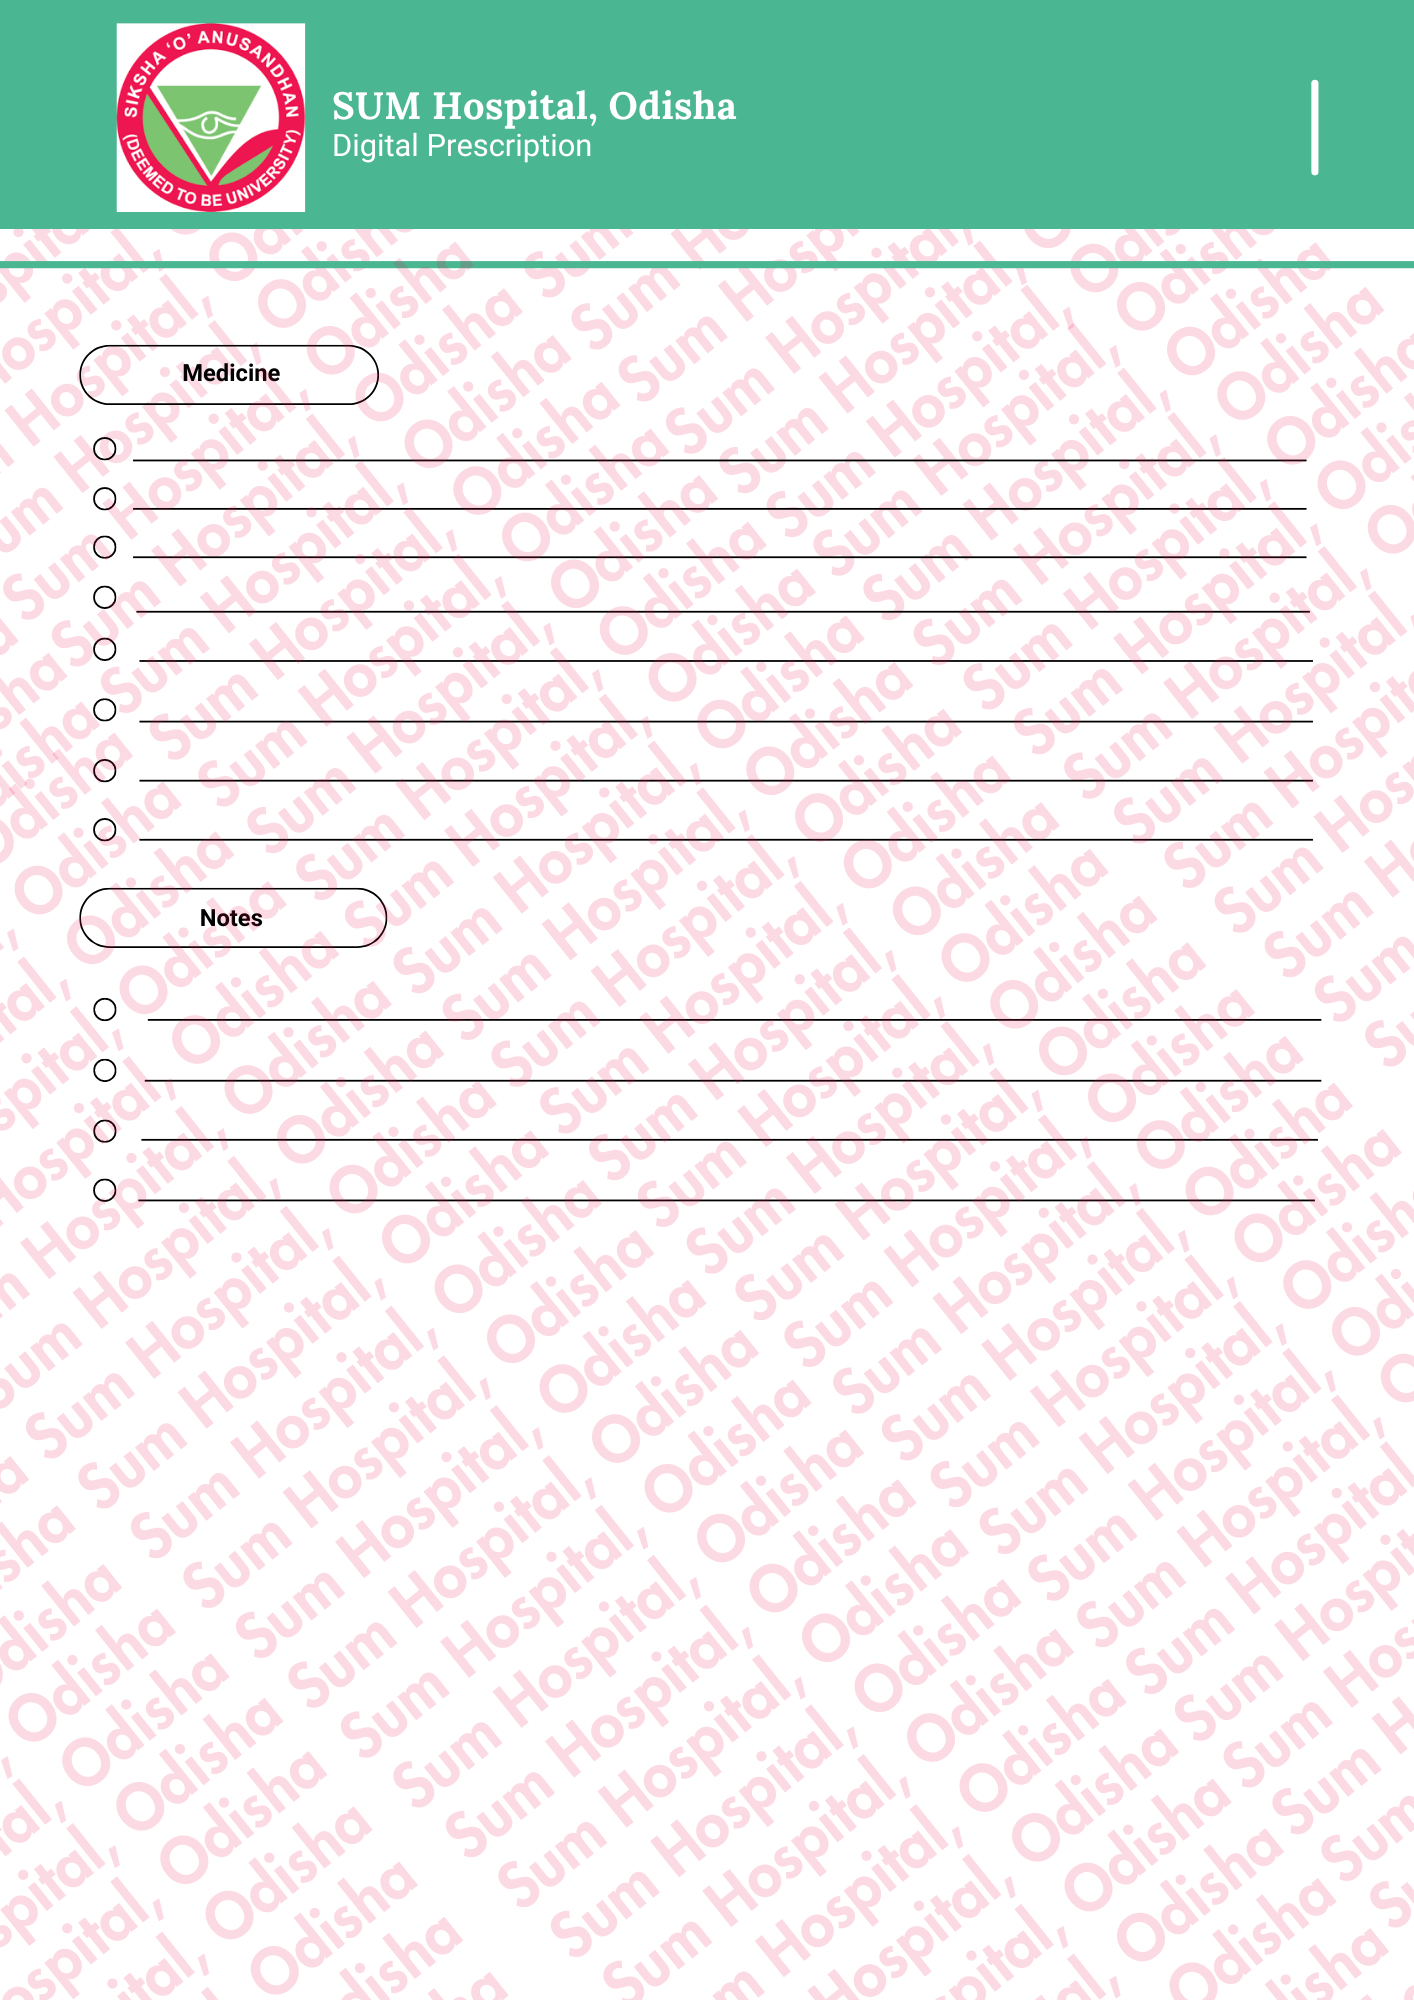 SIKSHA 'O' ANUSANDHAN
(DEEMED TO BE UNIVERSITY)
SUM Hospital, Odisha
Digital Prescription
Medicine
Notes
Sum Hospital, Odisha